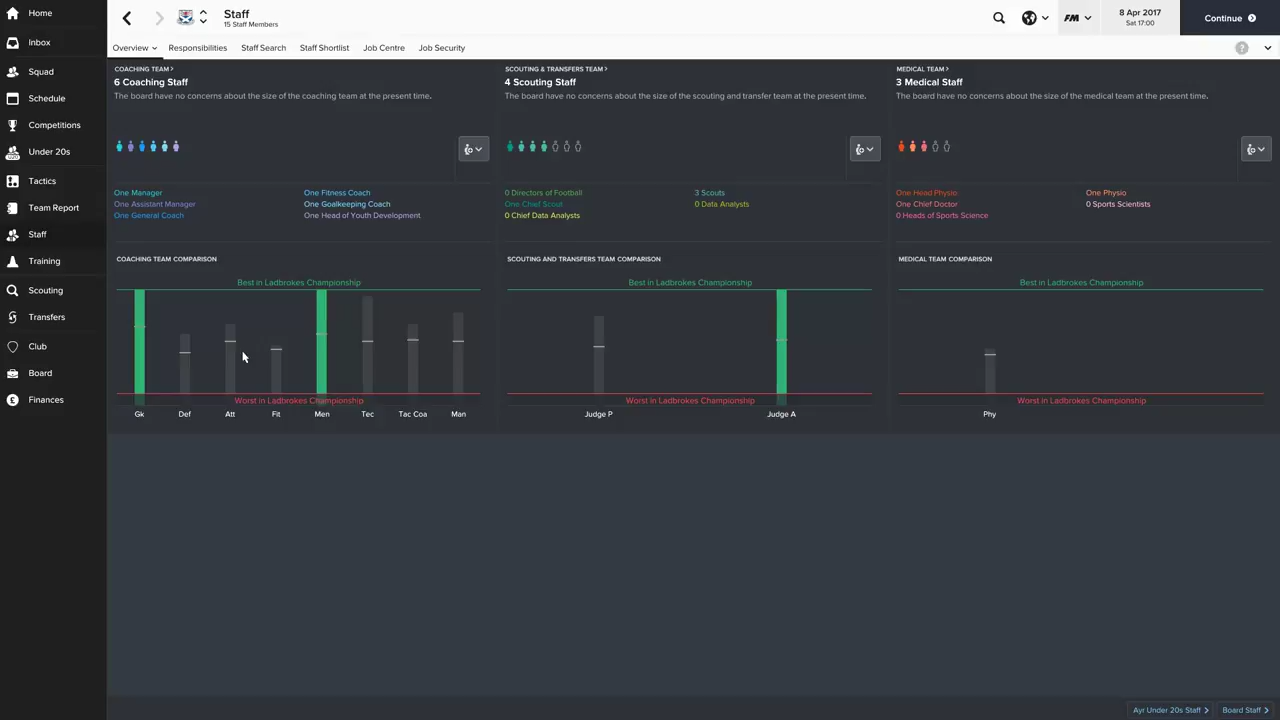 Home
Inbox
Squad
Schedule
Competitions
Under 20s
Tactics
Team Report
Staff
Training
Scouting
Transfers
Club
Board
Finances
Staff
15 Staff Members
FM
8 Apr 2017
Sat 17:00
Continue
Overview
Responsibilities
Staff Search
Staff Shortlist
Job Centre
Job Security
?
COACHING TEAM >
6 Coaching Staff
The board have no concerns about the size of the coaching team at the present time.
One Manager
One Assistant Manager
One General Coach
One Fitness Coach
One Goalkeeping Coach
One Head of Youth Development
COACHING TEAM COMPARISON
Best in Ladbrokes Championship
Worst in Ladbrokes Championship
Gk Def Att Fit Men Tec Tac Coa Man
SCOUTING & TRANSFERS TEAM >
4 Scouting Staff
The board have no concerns about the size of the scouting and transfer team at the present time.
0 Directors of Football
One Chief Scout
0 Chief Data Analysts
3 Scouts
0 Data Analysts
SCOUTING AND TRANSFERS TEAM COMPARISON
Best in Ladbrokes Championship
Worst in Ladbrokes Championship
Judge P Judge A
MEDICAL TEAM >
3 Medical Staff
The board have no concerns about the size of the medical team at the present time.
One Head Physio
One Chief Doctor
0 Heads of Sports Science
One Physio
0 Sports Scientists
MEDICAL TEAM COMPARISON
Best in Ladbrokes Championship
Worst in Ladbrokes Championship
Phy
Ayr Under 20s Staff >
Board Staff >